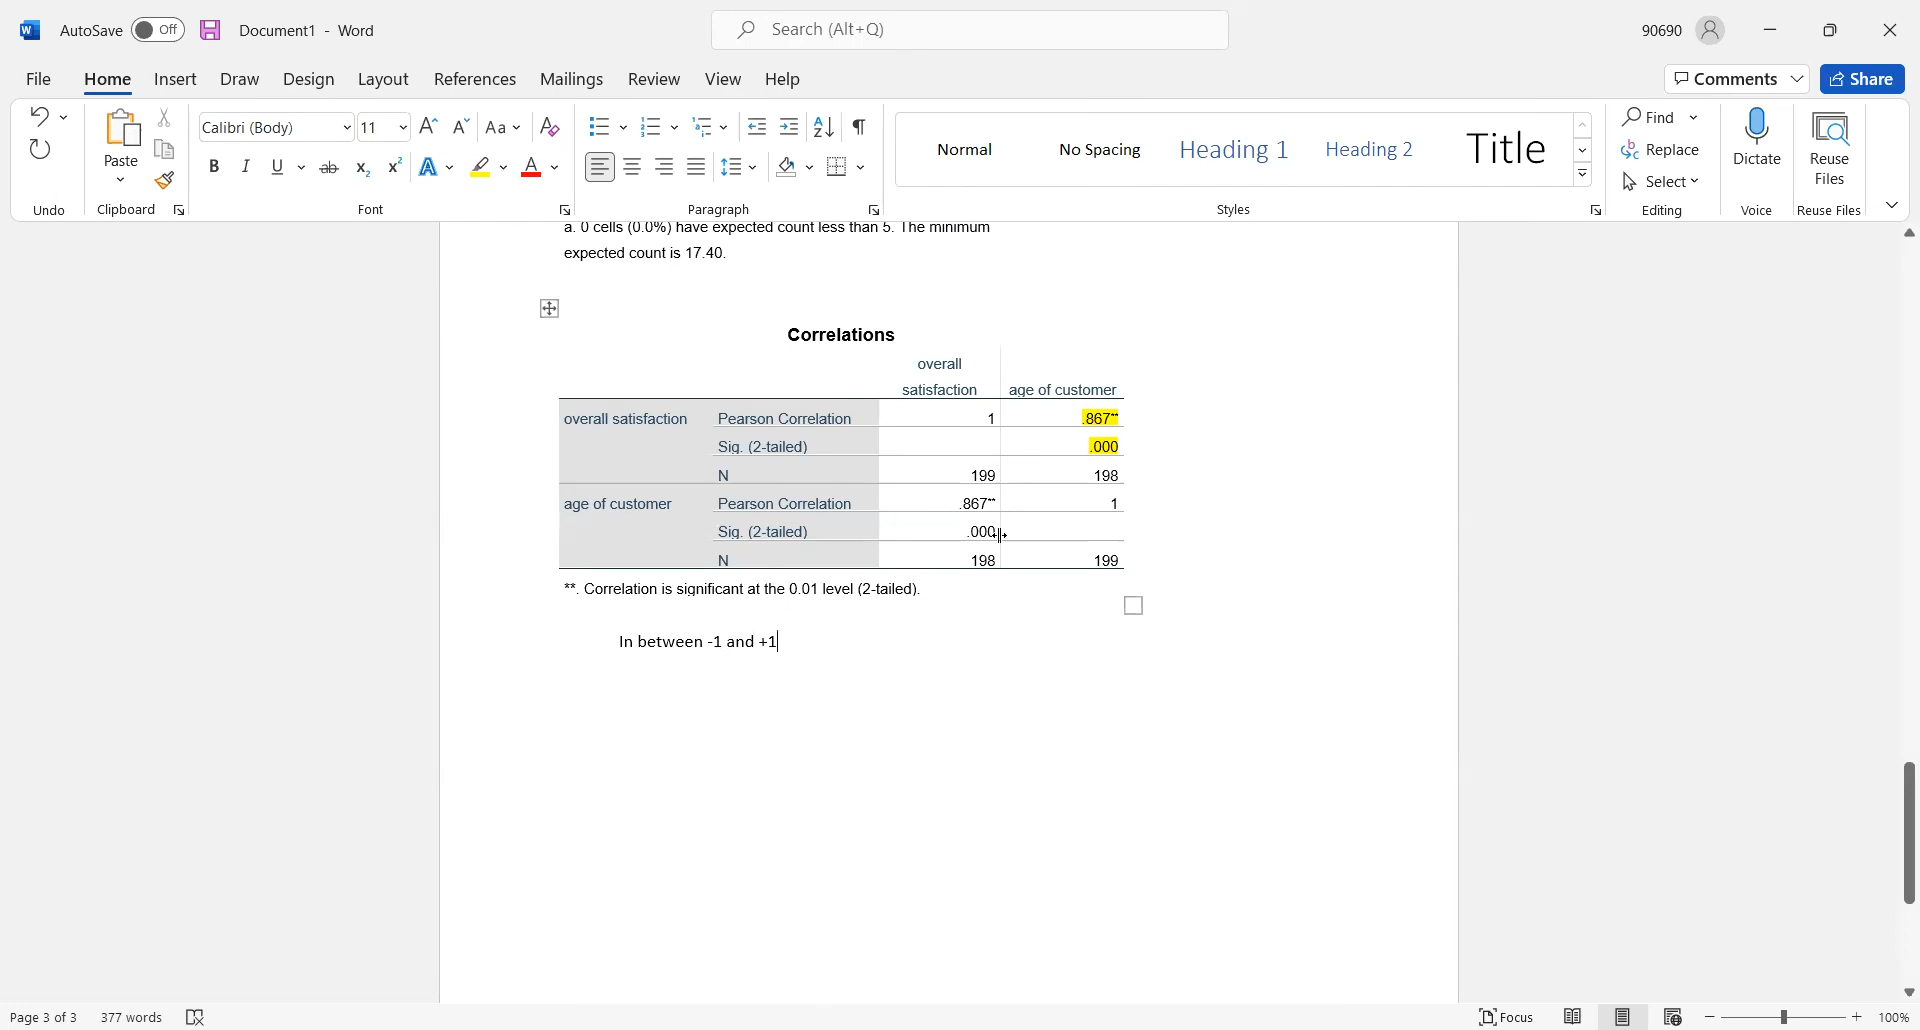 AutoSave Off Document1 - Word Search (Alt+Q) 90690
File Home Insert Draw Design Layout References Mailings Review View Help Comments Share
Calibri (Body) 11 Aa
Paste B I U ab x₂ x² A A
Normal No Spacing Heading 1 Heading 2 Title
Find
Replace
Select
Dictate
Reuse
Files
Undo Clipboard Font Paragraph Styles Editing Voice Reuse Files
a. 0 cells (0.0%) have expected count less than 5. The minimum
expected count is 17.40.
Correlations
overall
satisfaction age of customer
overall satisfaction Pearson Correlation 1 .867**
Sig. (2-tailed) .000
N 199 198
age of customer Pearson Correlation .867** 1
Sig. (2-tailed) .000
N 198 199
**. Correlation is significant at the 0.01 level (2-tailed).
In between -1 and +1
Page 3 of 3 377 words Focus 100%